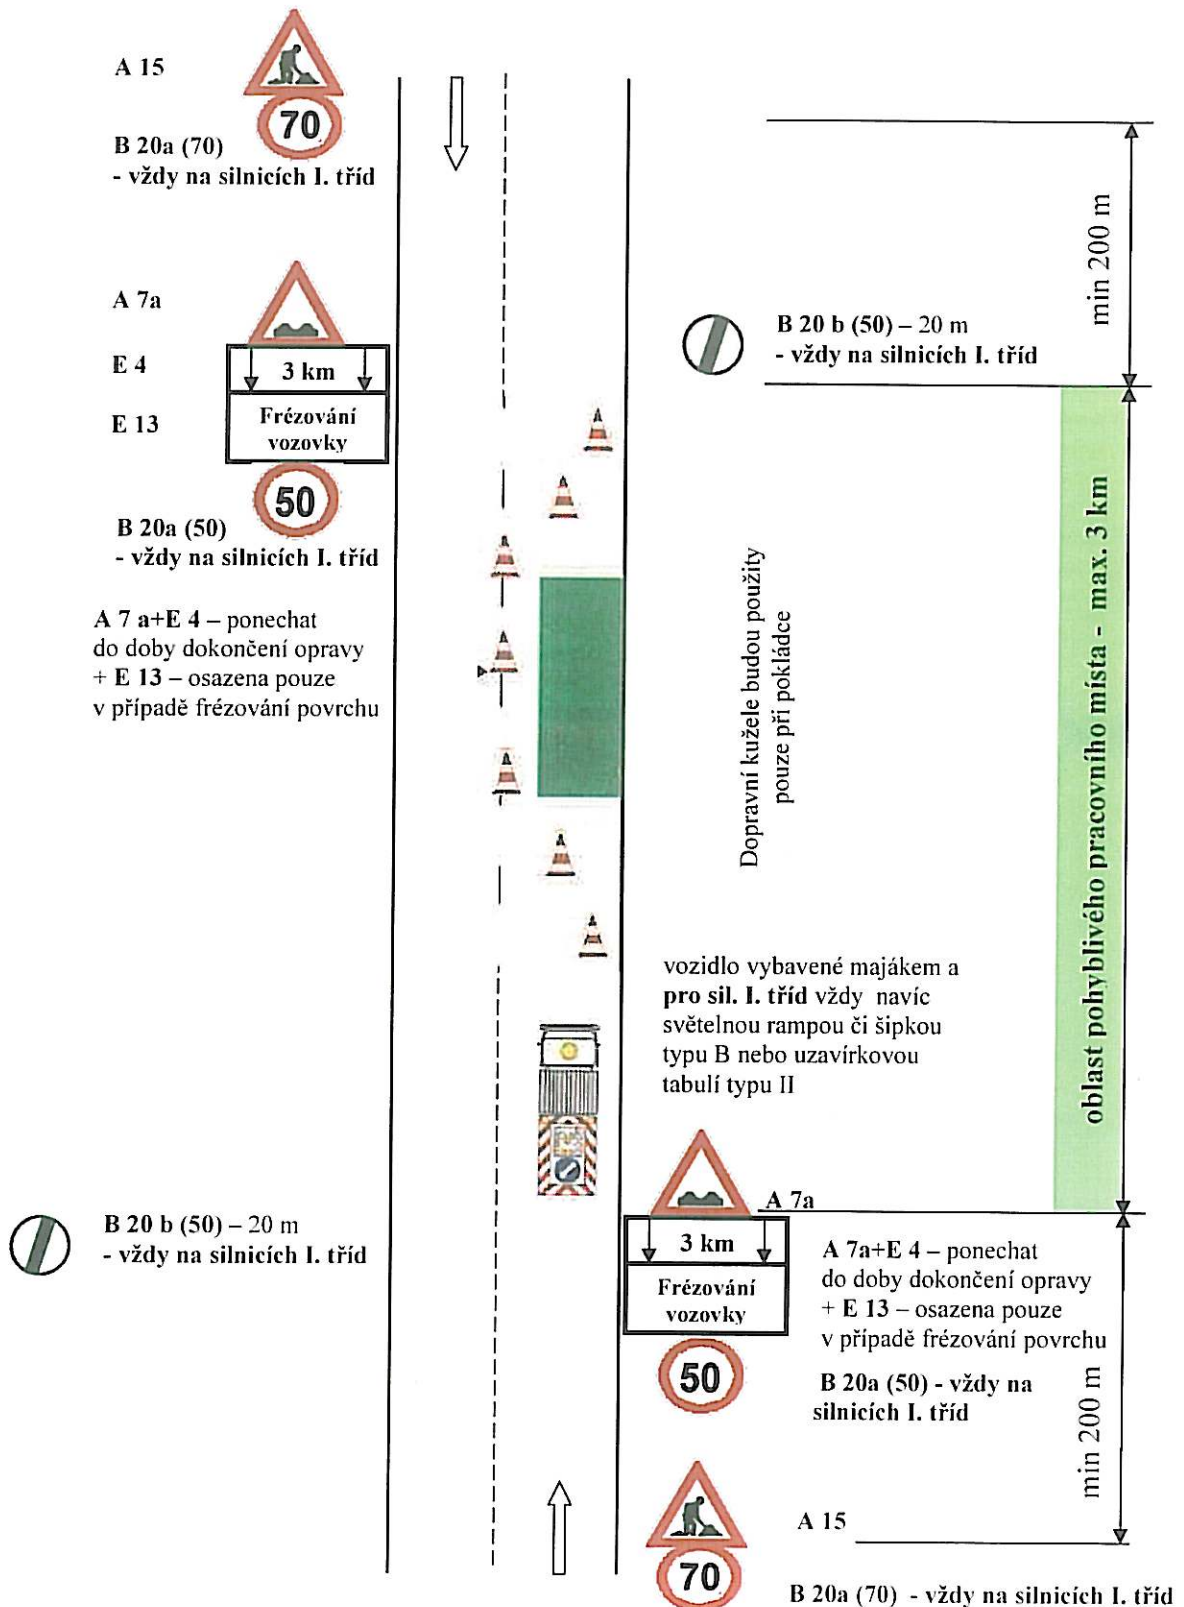 A 15
70
B 20a (70)
- vždy na silnicích I. tříd
min 200 m
A 7a
E 4
3 km
E 13
Frézování
vozovky
50
B 20a (50)
- vždy na silnicích I. tříd
B 20 b (50) – 20 m
- vždy na silnicích I. tříd
A 7 a+E 4 – ponechat
do doby dokončení opravy
+ E 13 – osazena pouze
v případě frézování povrchu
Dopravní kužele budou použity
pouze při pokládce
oblast pohyblivého pracovního místa - max. 3 km
vozidlo vybavené majákem a
pro sil. I. tříd vždy navíc
světelnou rampou či šipkou
typu B nebo uzavírkovou
tabulí typu II
A 7a
B 20 b (50) – 20 m
- vždy na silnicích I. tříd
3 km
Frézování
vozovky
50
A 7a+E 4 – ponechat
do doby dokončení opravy
+ E 13 – osazena pouze
v případě frézování povrchu
B 20a (50) - vždy na
silnicích I. tříd
min 200 m
A 15
70
B 20a (70) - vždy na silnicích I. tříd